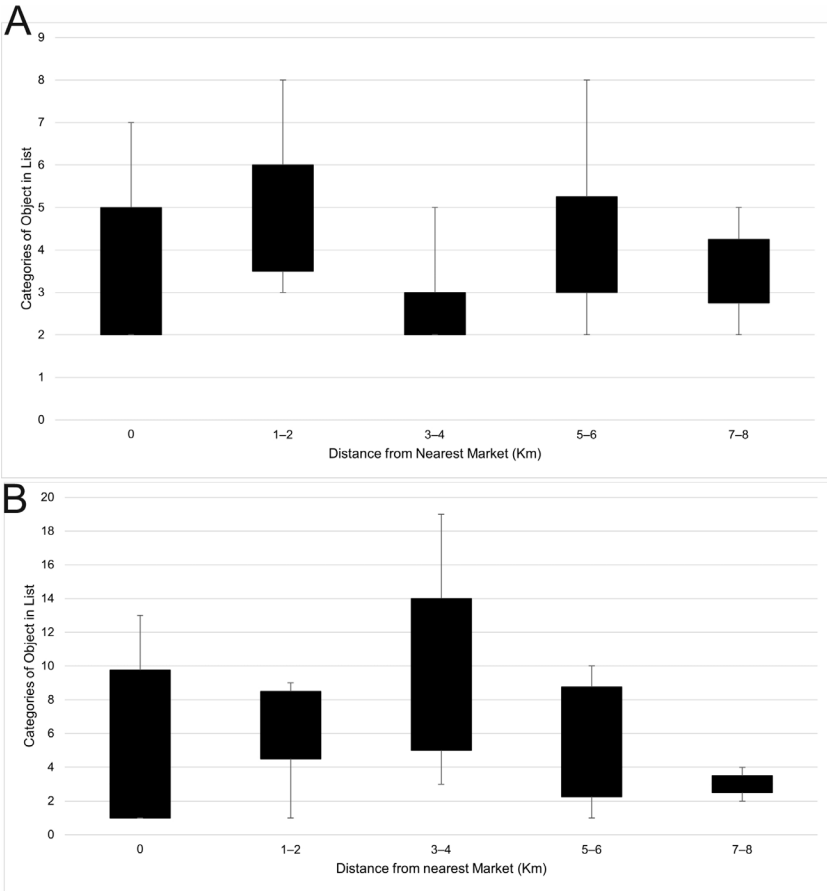 A
9
8
7
6
5
4
3
2
1
0
Categories of Object in List
0 1–2 3–4 5–6 7–8
Distance from Nearest Market (Km)
B
20
18
16
14
12
10
8
6
4
2
0
Categories of Object in List
0 1–2 3–4 5–6 7–8
Distance from nearest Market (Km)